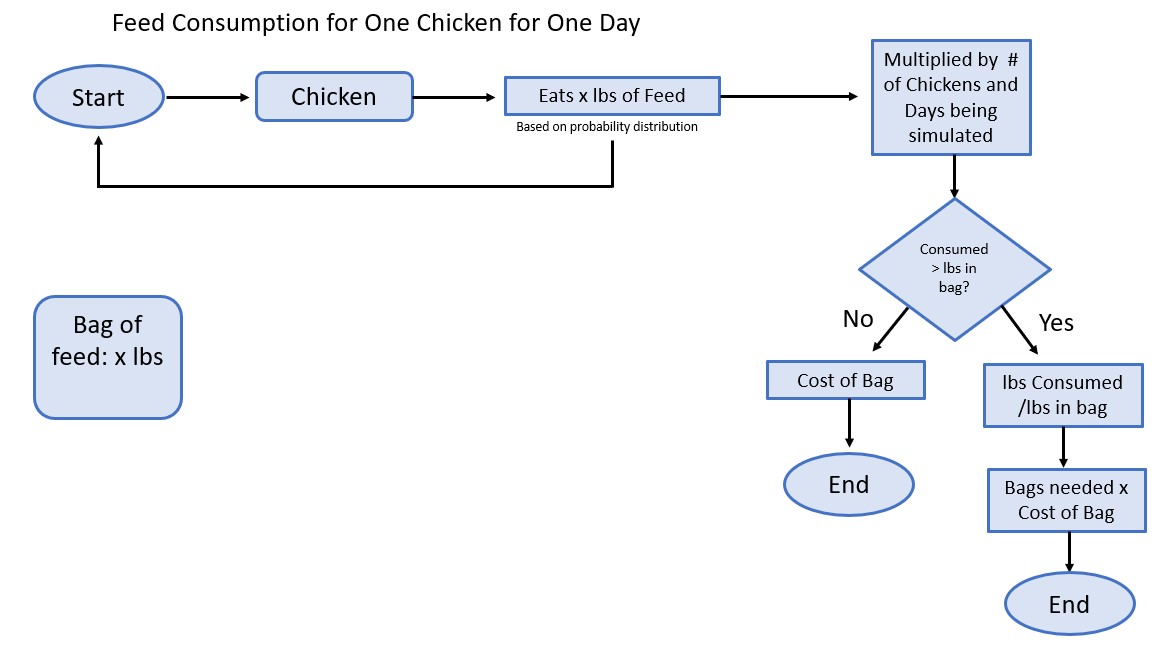 Feed Consumption for One Chicken for One Day
Start
Chicken
Eats x lbs of Feed
Based on probability distribution
Multiplied by #
of Chickens and
Days being
simulated
Consumed
> lbs in
bag?
No
Yes
Bag of
feed: x lbs
Cost of Bag
lbs Consumed
/lbs in bag
End
Bags needed x
Cost of Bag
End